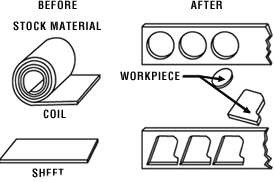 BEFORE
AFTER
STOCK MATERIAL
WORKPIECE
COIL
SHEET